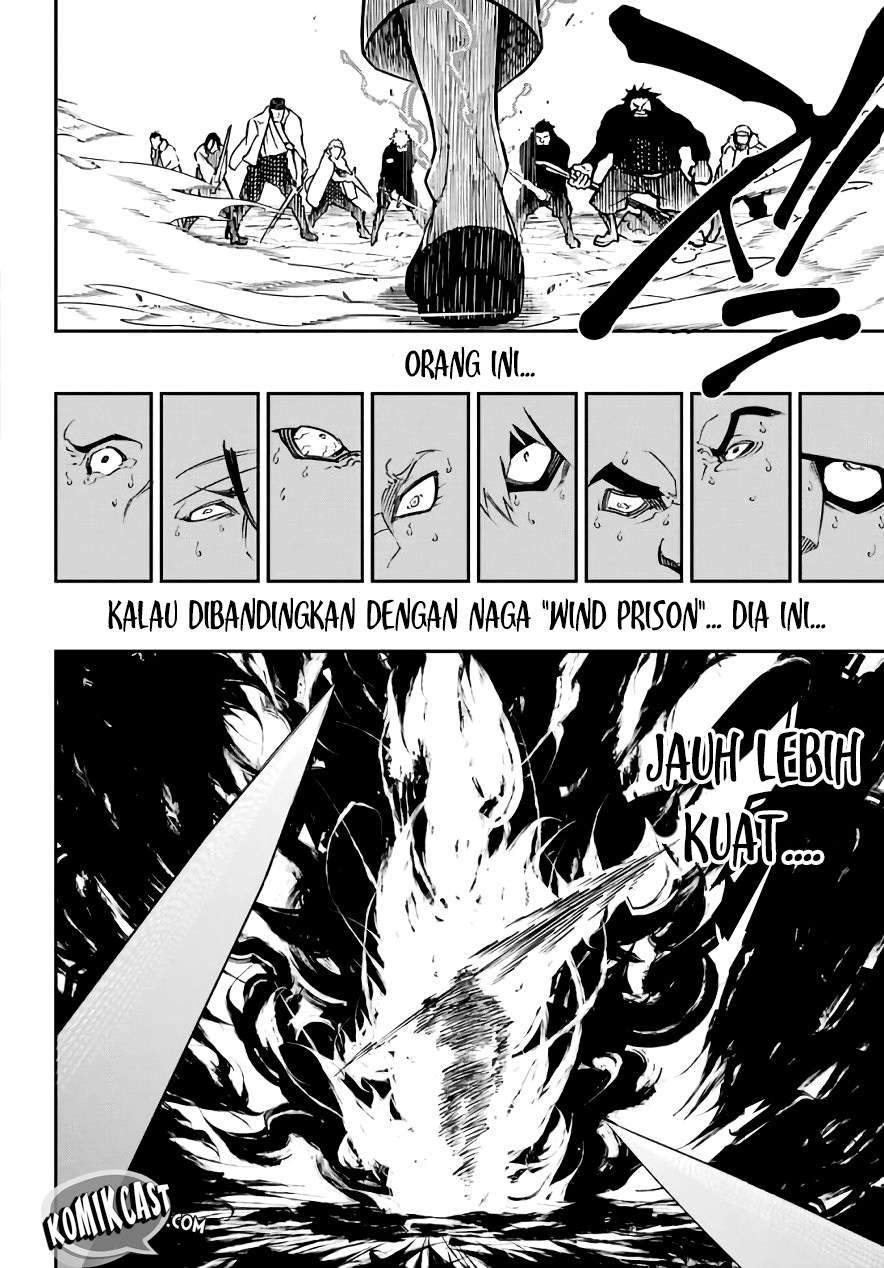 ORANG INI...
KALAU DIBANDINGKAN DENGAN NAGA "WIND PRISON"... DIA INI...
JAUH LEBIH
KUAT....
KOMIKCAST
.COM